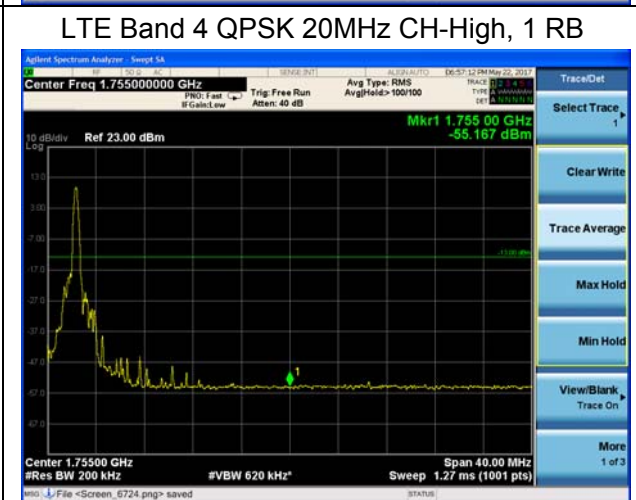 LTE Band 4 QPSK 20MHz CH-High, 1 RB
Agilent Spectrum Analyzer - Swept SA
RF 50 Ω AC SENSE:INT ALIGN AUTO 06:57:12 PM May 22, 2017
Center Freq 1.755000000 GHz
PNO: Fast
IFGain:Low
Trig: Free Run
Atten: 40 dB
Avg Type: RMS
Avg|Hold:> 100/100
TRACE 1 2 3 4 5 6
TYPE A
DET A N N N N N
Mkr1 1.755 00 GHz
-55.167 dBm
10 dB/div Ref 23.00 dBm
Log
13.0
3.00
-7.00
-13.00 dBm
-17.0
-27.0
-37.0
-47.0
-57.0
-67.0
1
Center 1.75500 GHz
Span 40.00 MHz
#Res BW 200 kHz
#VBW 620 kHz*
Sweep 1.27 ms (1001 pts)
MSG File <Screen_6724.png> saved
STATUS
Trace/Det
Select Trace
1
Clear Write
Trace Average
Max Hold
Min Hold
View/Blank
Trace On
More
1 of 3